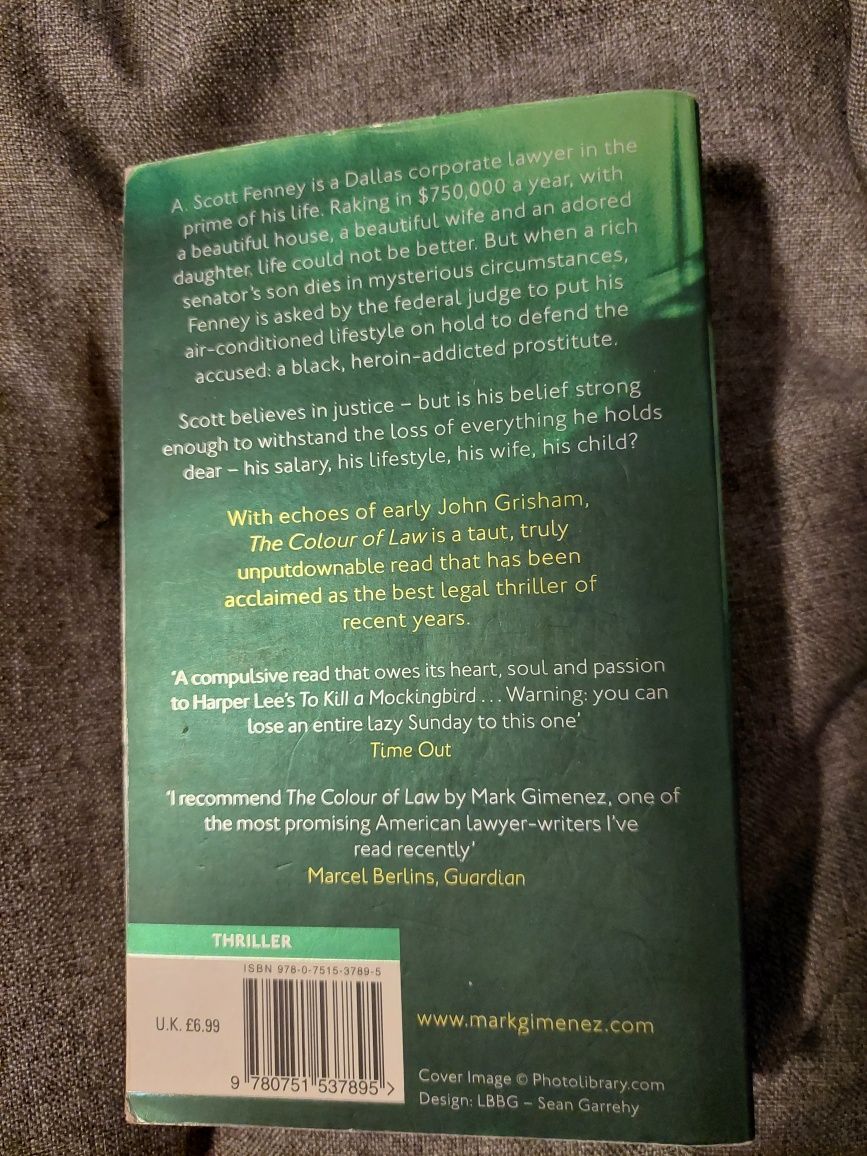 A. Scott Fenney is a Dallas corporate lawyer in the
prime of his life. Raking in $750,000 a year, with
a beautiful house, a beautiful wife and an adored
daughter, life could not be better. But when a rich
senator's son dies in mysterious circumstances,
Fenney is asked by the federal judge to put his
air-conditioned lifestyle on hold to defend the
accused: a black, heroin-addicted prostitute.
Scott believes in justice – but is his belief strong
enough to withstand the loss of everything he holds
dear – his salary, his lifestyle, his wife, his child?
With echoes of early John Grisham,
The Colour of Law is a taut, truly
unputdownable read that has been
acclaimed as the best legal thriller of
recent years.
'A compulsive read that owes its heart, soul and passion
to Harper Lee's To Kill a Mockingbird ... Warning: you can
lose an entire lazy Sunday to this one'
Time Out
'I recommend The Colour of Law by Mark Gimenez, one of
the most promising American lawyer-writers I've
read recently'
Marcel Berlins, Guardian
THRILLER
ISBN 978-0-7515-3789-5
U.K. £6.99
9 780751 537895 >
www.markgimenez.com
Cover Image © Photolibrary.com
Design: LBBG – Sean Garrehy